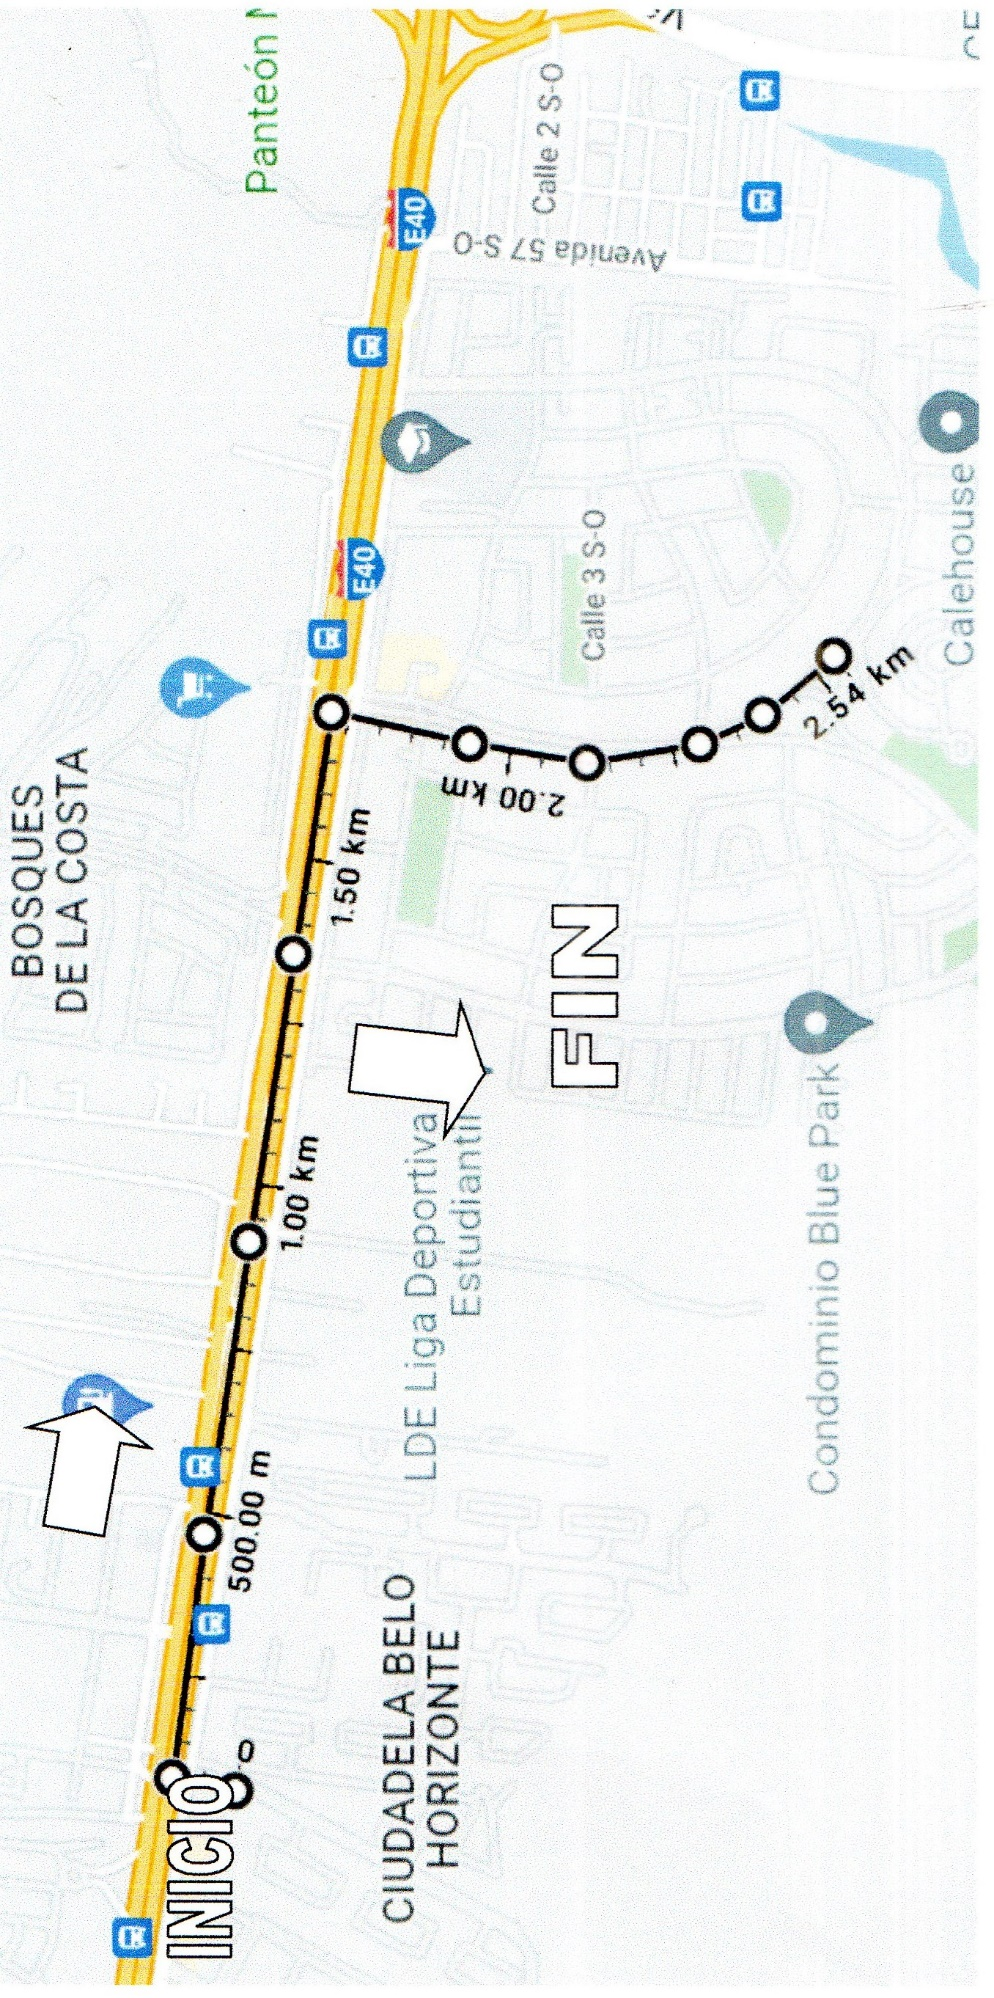 Panteón
Calle 2 S-O
Avenida 57 S-O
E40
E40
Calle 3 S-O
Calehouse
BOSQUES
DE LA COSTA
2.54 km
2.00 km
1.50 km
FIN
1.00 km
LDE Liga Deportiva
Estudiantil
Condominio Blue Park
500.00 m
0
INICIO
CIUDADELA BELO
HORIZONTE